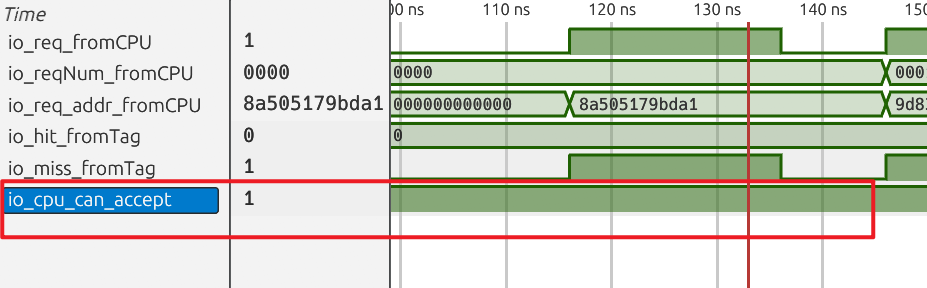 Time
00 ns 110 ns 120 ns 130 ns 140 ns 150
io_req_fromCPU 1
io_reqNum_fromCPU 0000 0000 000
io_req_addr_fromCPU 8a505179bda1 000000000000 8a505179bda1 9d83
io_hit_fromTag 0 0
io_miss_fromTag 1
io_cpu_can_accept 1